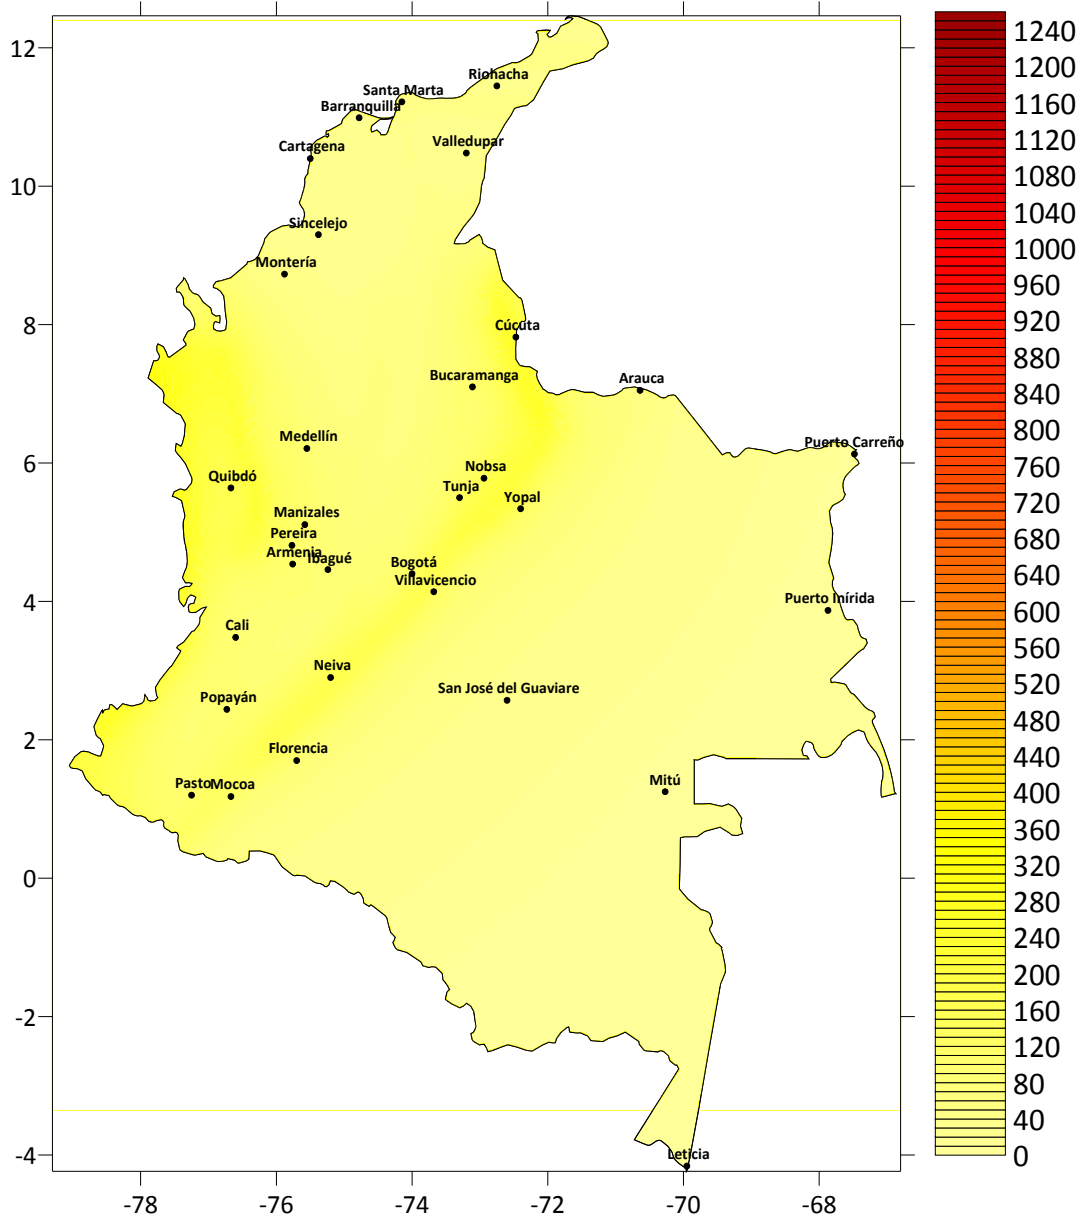 12
10
8
6
4
2
0
-2
-4
-78
-76
-74
-72
-70
-68
Riohacha
Santa Marta
Barranquilla
Valledupar
Cartagena
Sincelejo
Montería
Cúcuta
Bucaramanga
Arauca
Medellín
Puerto Carreño
Quibdó
Nobsa
Tunja
Yopal
Manizales
Pereira
Armenia
Ibagué
Bogotá
Villavicencio
Puerto Inírida
Cali
Neiva
San José del Guaviare
Popayán
Florencia
Pasto
Mocoa
Mitú
Leticia
1240
1200
1160
1120
1080
1040
1000
960
920
880
840
800
760
720
680
640
600
560
520
480
440
400
360
320
280
240
200
160
120
80
40
0